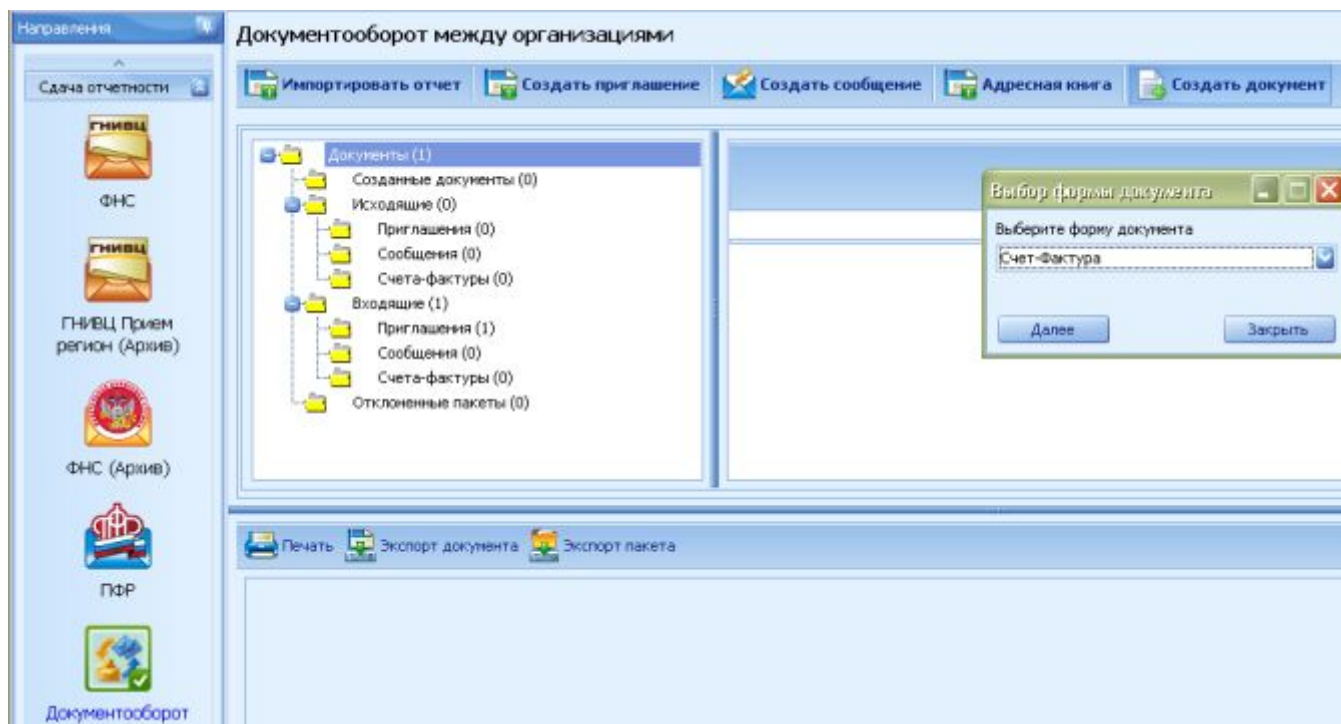 Направления
Сдача отчетности
ГНИВЦ
ФНС
ГНИВЦ
ГНИВЦ Прием
регион (Архив)
ФНС (Архив)
ПФР
ПФР
Документооборот
Документооборот между организациями
Импортировать отчет Создать приглашение Создать сообщение Адресная книга Создать документ
Документы (1)
Созданные документы (0)
Исходящие (0)
Приглашения (0)
Сообщения (0)
Счета-фактуры (0)
Входящие (1)
Приглашения (1)
Сообщения (0)
Счета-фактуры (0)
Отклоненные пакеты (0)
Выбор формы документа
Выберите форму документа
Счет-Фактура
Далее Закрыть
Печать Экспорт документа Экспорт пакета